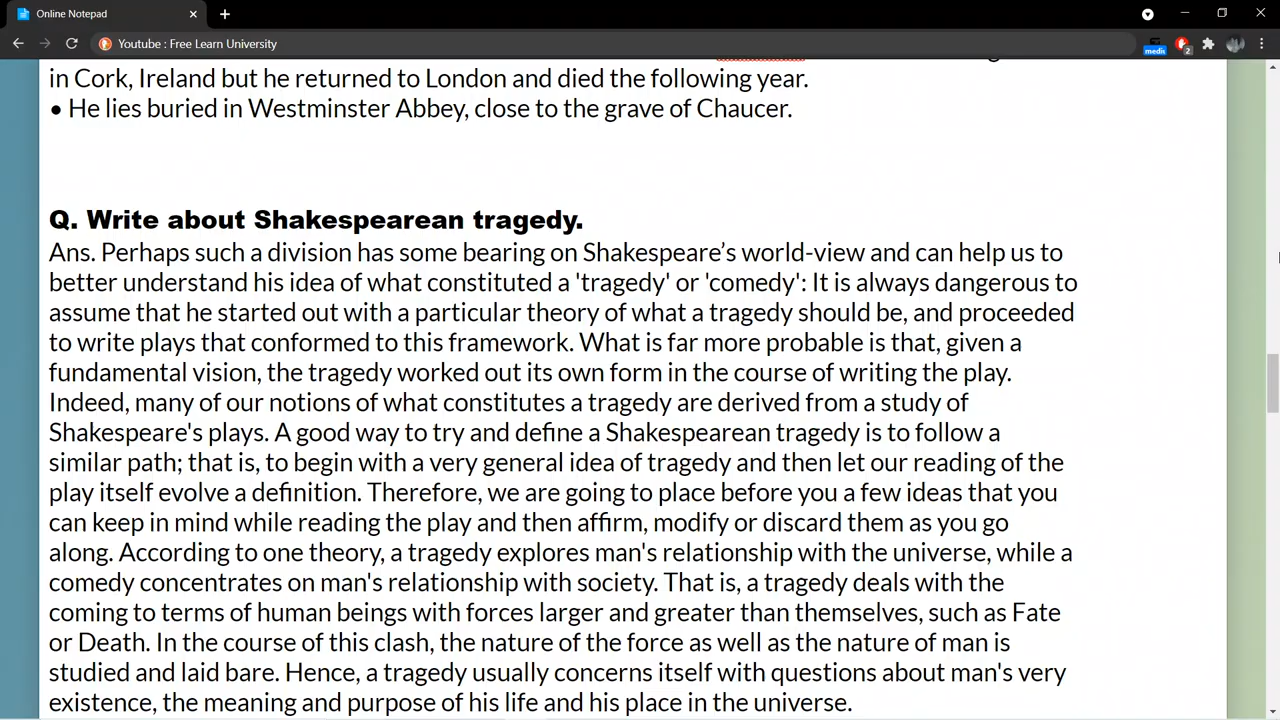 Online Notepad
Youtube : Free Learn University
medis
2
in Cork, Ireland but he returned to London and died the following year.
• He lies buried in Westminster Abbey, close to the grave of Chaucer.
Q. Write about Shakespearean tragedy.
Ans. Perhaps such a division has some bearing on Shakespeare’s world-view and can help us to
better understand his idea of what constituted a 'tragedy' or 'comedy': It is always dangerous to
assume that he started out with a particular theory of what a tragedy should be, and proceeded
to write plays that conformed to this framework. What is far more probable is that, given a
fundamental vision, the tragedy worked out its own form in the course of writing the play.
Indeed, many of our notions of what constitutes a tragedy are derived from a study of
Shakespeare's plays. A good way to try and define a Shakespearean tragedy is to follow a
similar path; that is, to begin with a very general idea of tragedy and then let our reading of the
play itself evolve a definition. Therefore, we are going to place before you a few ideas that you
can keep in mind while reading the play and then affirm, modify or discard them as you go
along. According to one theory, a tragedy explores man's relationship with the universe, while a
comedy concentrates on man's relationship with society. That is, a tragedy deals with the
coming to terms of human beings with forces larger and greater than themselves, such as Fate
or Death. In the course of this clash, the nature of the force as well as the nature of man is
studied and laid bare. Hence, a tragedy usually concerns itself with questions about man's very
existence, the meaning and purpose of his life and his place in the universe.